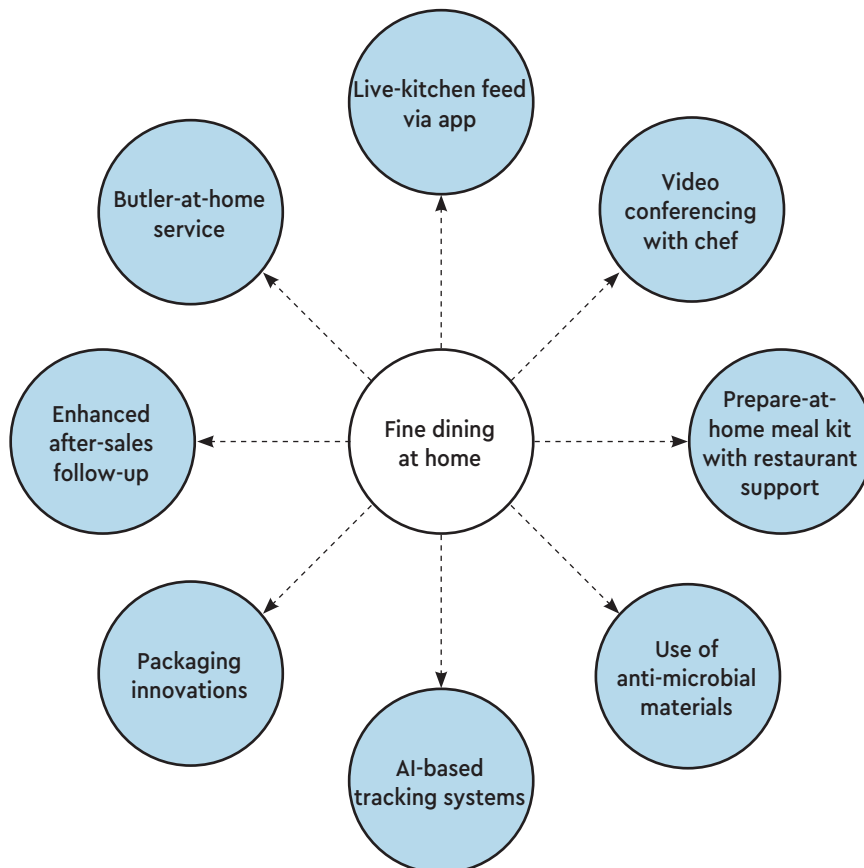 Live-kitchen feed
via app
Video
conferencing
with chef
Prepare-at-
home meal kit
with restaurant
support
Use of
anti-microbial
materials
AI-based
tracking systems
Packaging
innovations
Enhanced
after-sales
follow-up
Butler-at-home
service
Fine dining
at home